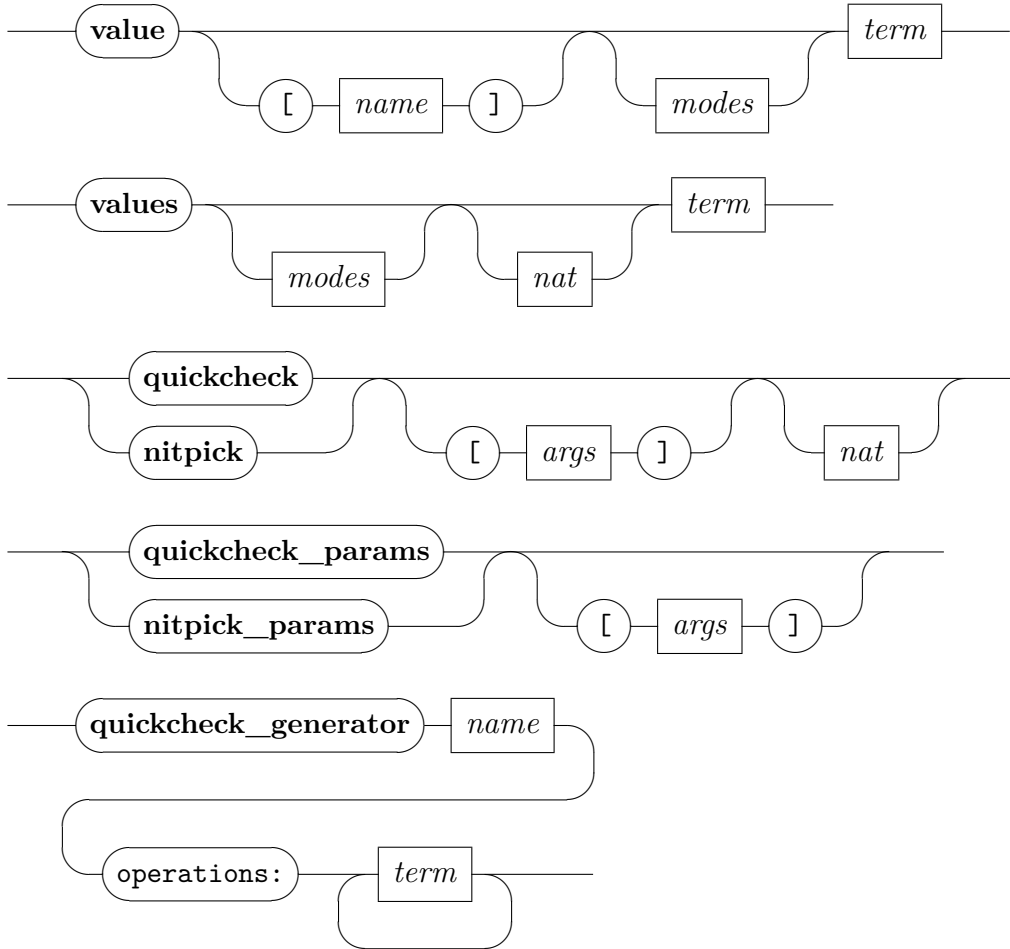 value term
[ name ] modes
values term
modes nat
quickcheck
nitpick [ args ] nat
quickcheck_params
nitpick_params [ args ]
quickcheck_generator name
operations: term